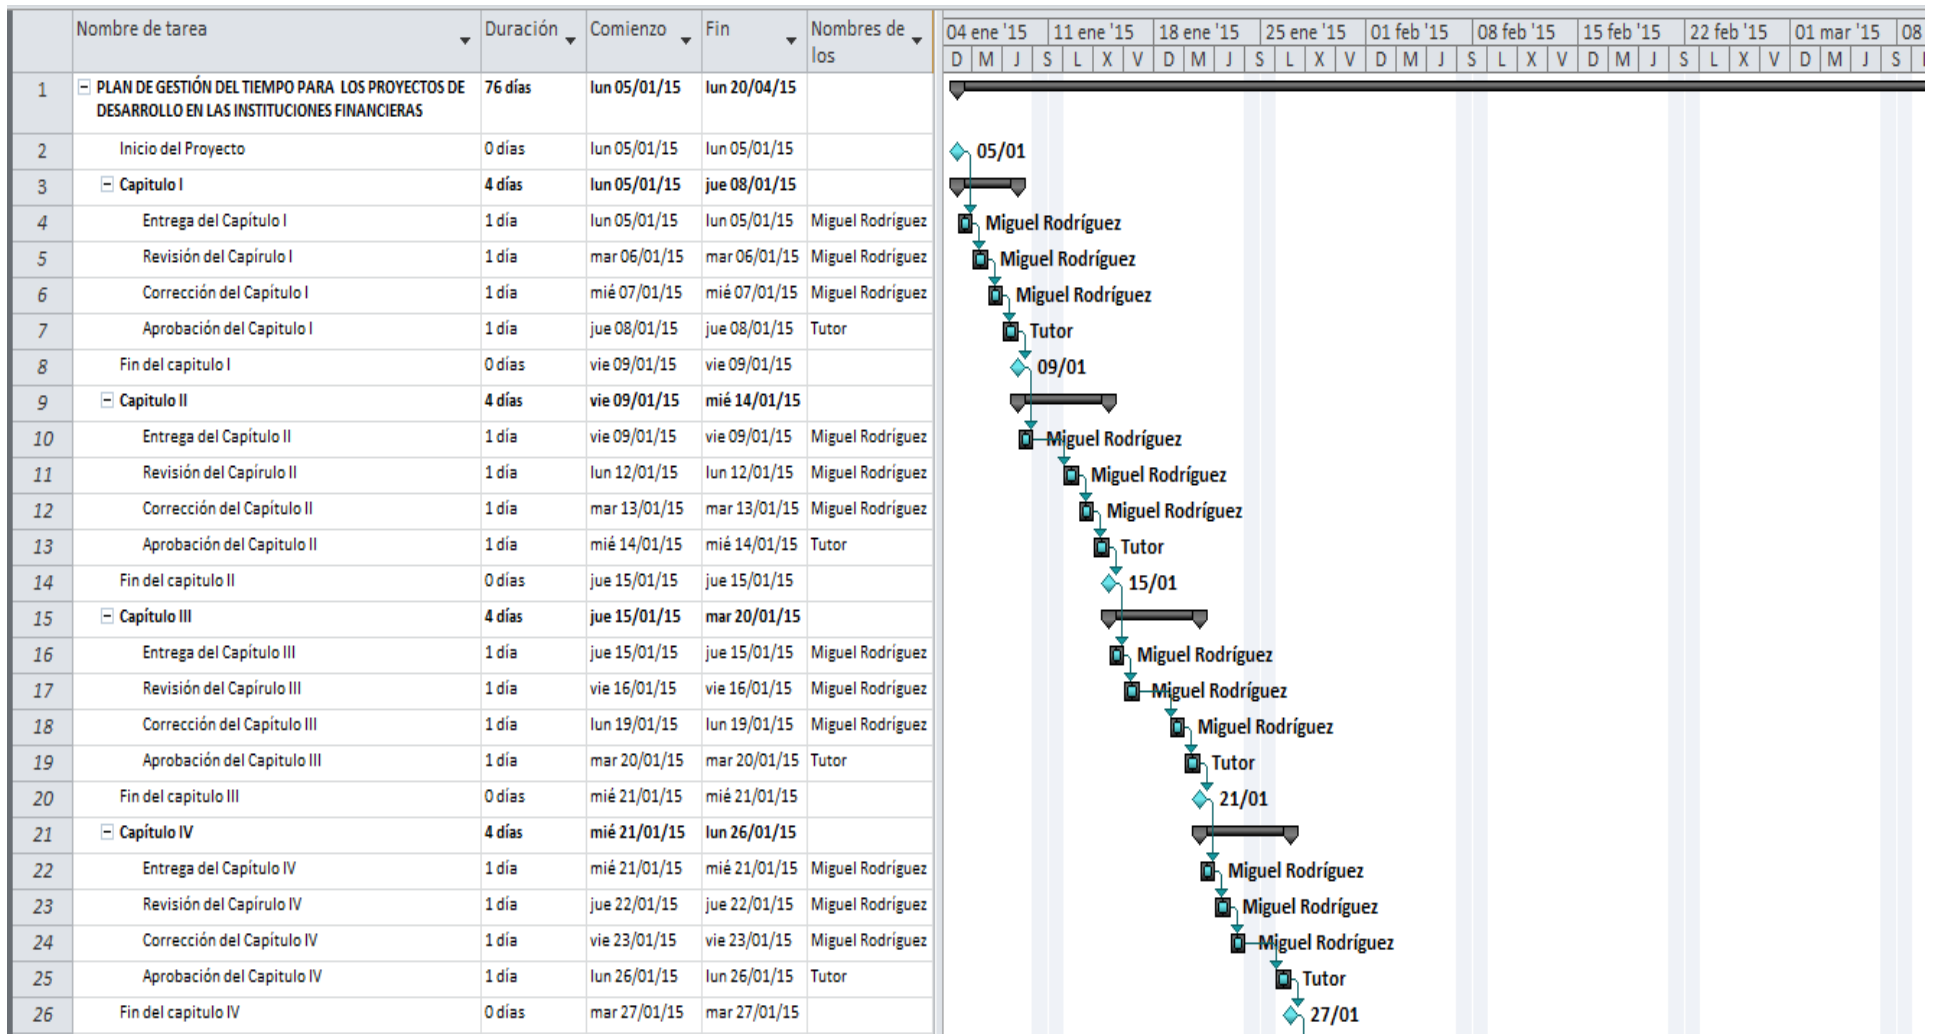 Nombre de tarea Duración Comienzo Fin Nombres de los
04 ene '15 11 ene '15 18 ene '15 25 ene '15 01 feb '15 08 feb '15 15 feb '15 22 feb '15 01 mar '15 08
D M J S L X V D M J S L X V D M J S L X V D M J S L X V D M J S
1 PLAN DE GESTIÓN DEL TIEMPO PARA LOS PROYECTOS DE 76 días lun 05/01/15 lun 20/04/15
DESARROLLO EN LAS INSTITUCIONES FINANCIERAS
2 Inicio del Proyecto 0 días lun 05/01/15 lun 05/01/15 05/01
3 Capitulo I 4 días lun 05/01/15 jue 08/01/15
4 Entrega del Capítulo I 1 día lun 05/01/15 lun 05/01/15 Miguel Rodríguez Miguel Rodríguez
5 Revisión del Capírulo I 1 día mar 06/01/15 mar 06/01/15 Miguel Rodríguez Miguel Rodríguez
6 Corrección del Capítulo I 1 día mié 07/01/15 mié 07/01/15 Miguel Rodríguez Miguel Rodríguez
7 Aprobación del Capitulo I 1 día jue 08/01/15 jue 08/01/15 Tutor Tutor
8 Fin del capitulo I 0 días vie 09/01/15 vie 09/01/15 09/01
9 Capitulo II 4 días vie 09/01/15 mié 14/01/15
10 Entrega del Capítulo II 1 día vie 09/01/15 vie 09/01/15 Miguel Rodríguez Miguel Rodríguez
11 Revisión del Capírulo II 1 día lun 12/01/15 lun 12/01/15 Miguel Rodríguez Miguel Rodríguez
12 Corrección del Capítulo II 1 día mar 13/01/15 mar 13/01/15 Miguel Rodríguez Miguel Rodríguez
13 Aprobación del Capitulo II 1 día mié 14/01/15 mié 14/01/15 Tutor Tutor
14 Fin del capitulo II 0 días jue 15/01/15 jue 15/01/15 15/01
15 Capítulo III 4 días jue 15/01/15 mar 20/01/15
16 Entrega del Capítulo III 1 día jue 15/01/15 jue 15/01/15 Miguel Rodríguez Miguel Rodríguez
17 Revisión del Capírulo III 1 día vie 16/01/15 vie 16/01/15 Miguel Rodríguez Miguel Rodríguez
18 Corrección del Capítulo III 1 día lun 19/01/15 lun 19/01/15 Miguel Rodríguez Miguel Rodríguez
19 Aprobación del Capitulo III 1 día mar 20/01/15 mar 20/01/15 Tutor Tutor
20 Fin del capitulo III 0 días mié 21/01/15 mié 21/01/15 21/01
21 Capítulo IV 4 días mié 21/01/15 lun 26/01/15
22 Entrega del Capítulo IV 1 día mié 21/01/15 mié 21/01/15 Miguel Rodríguez Miguel Rodríguez
23 Revisión del Capírulo IV 1 día jue 22/01/15 jue 22/01/15 Miguel Rodríguez Miguel Rodríguez
24 Corrección del Capítulo IV 1 día vie 23/01/15 vie 23/01/15 Miguel Rodríguez Miguel Rodríguez
25 Aprobación del Capitulo IV 1 día lun 26/01/15 lun 26/01/15 Tutor Tutor
26 Fin del capitulo IV 0 días mar 27/01/15 mar 27/01/15 27/01